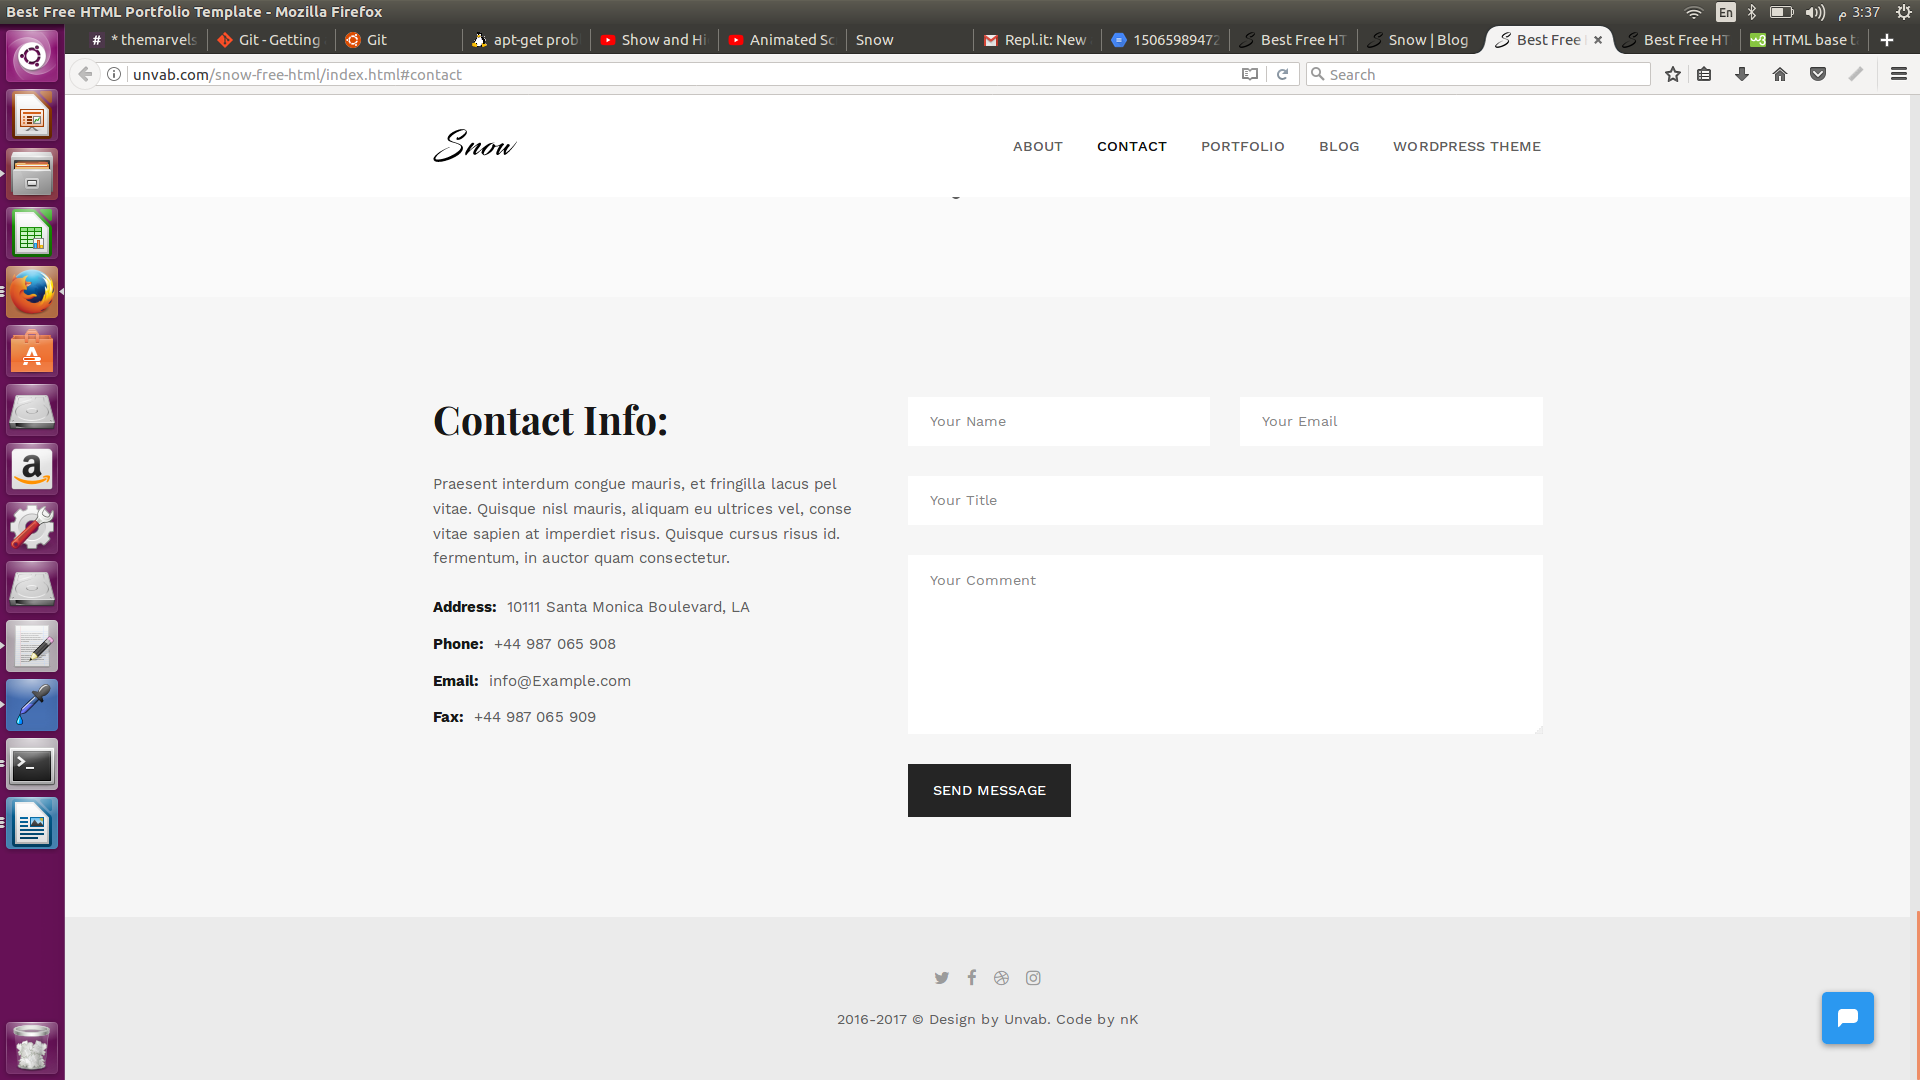 Best Free HTML Portfolio Template - Mozilla Firefox
En
3:37 م
# * themarvels
Git - Getting
Git
apt-get prob
Show and Hi
Animated Sc
Snow
Repl.it: New
15065989472
Best Free HT
Snow | Blog
Best Free
Best Free HT
HTML base t
unvab.com/snow-free-html/index.html#contact
Search
Snow
ABOUT
CONTACT
PORTFOLIO
BLOG
WORDPRESS THEME
Contact Info:
Praesent interdum congue mauris, et fringilla lacus pel
vitae. Quisque nisl mauris, aliquam eu ultrices vel, conse
vitae sapien at imperdiet risus. Quisque cursus risus id.
fermentum, in auctor quam consectetur.
Address: 10111 Santa Monica Boulevard, LA
Phone: +44 987 065 908
Email: info@Example.com
Fax: +44 987 065 909
Your Name
Your Email
Your Title
Your Comment
SEND MESSAGE
2016-2017 © Design by Unvab. Code by nK